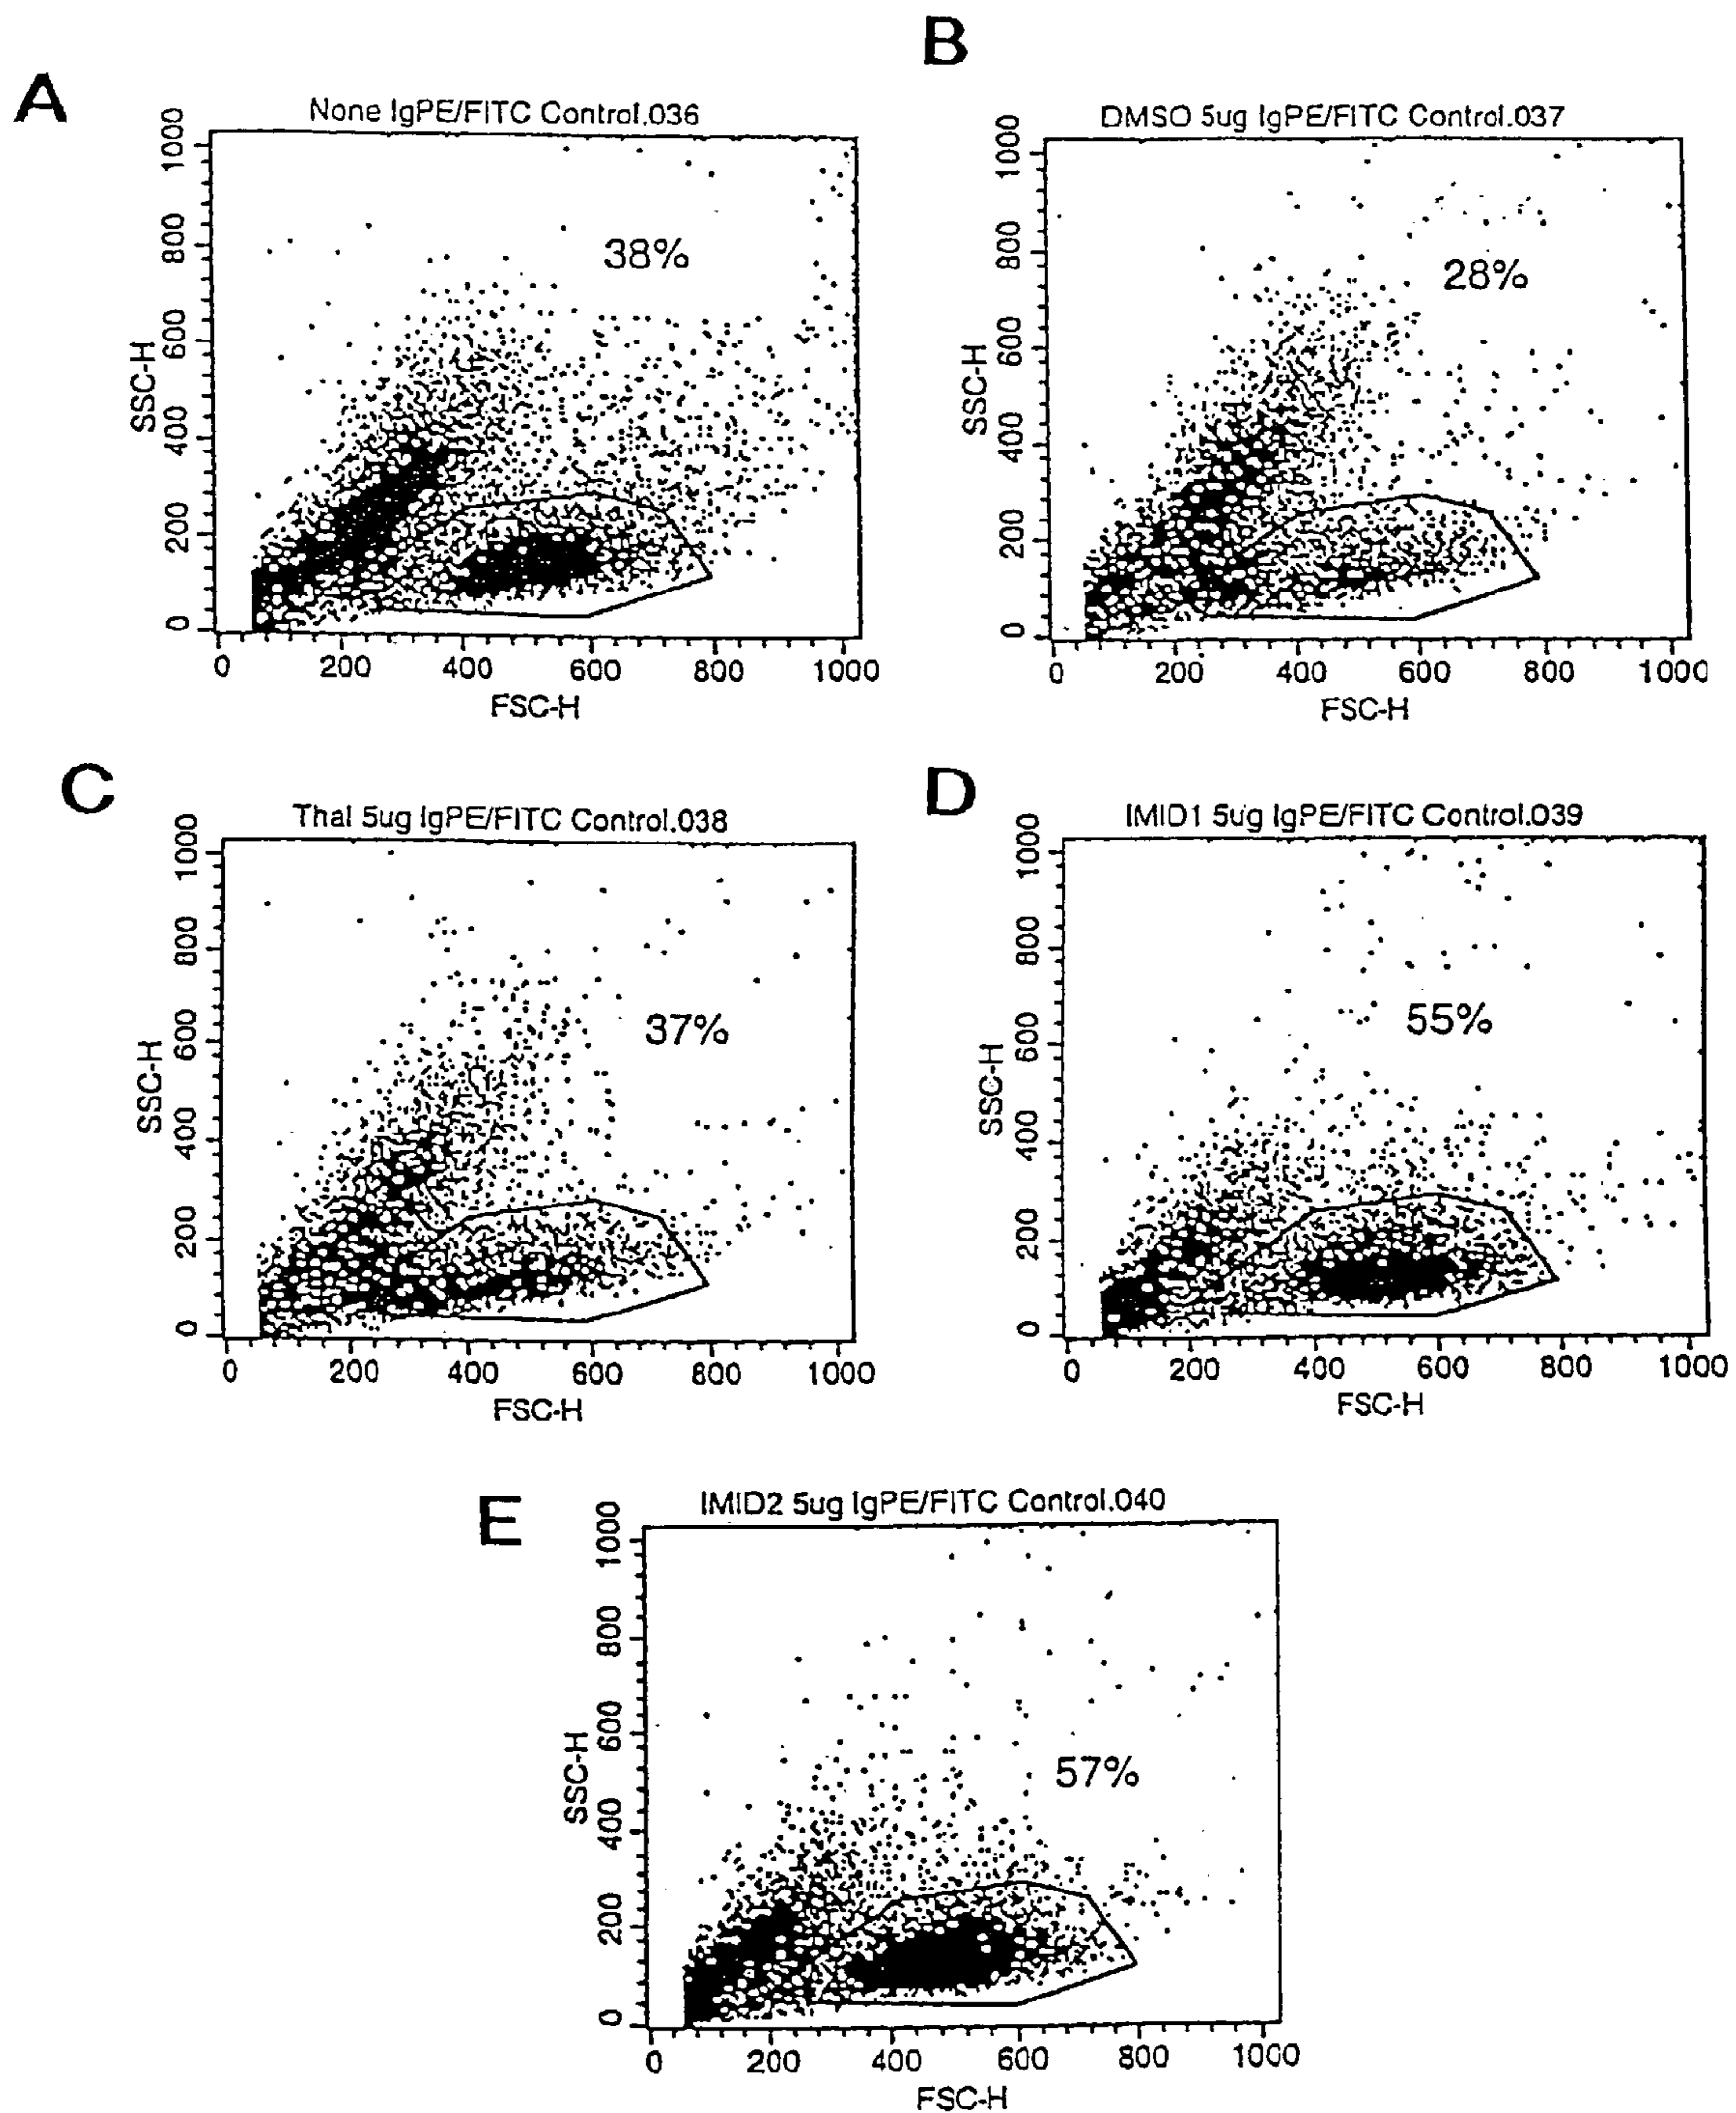 A
None IgPE/FITC Control.036
38%
SSC-H
0 200 400 600 800 1000
0 200 400 600 800 1000
FSC-H
B
DMSO 5ug IgPE/FITC Control.037
28%
SSC-H
0 200 400 600 800 1000
0 200 400 600 800 1000
FSC-H
C
Thal 5ug IgPE/FITC Control.038
37%
SSC-H
0 200 400 600 800 1000
0 200 400 600 800 1000
FSC-H
D
IMID1 5ug IgPE/FITC Control.039
55%
SSC-H
0 200 400 600 800 1000
0 200 400 600 800 1000
FSC-H
E
IMID2 5ug IgPE/FITC Control.040
57%
SSC-H
0 200 400 600 800 1000
0 200 400 600 800 1000
FSC-H